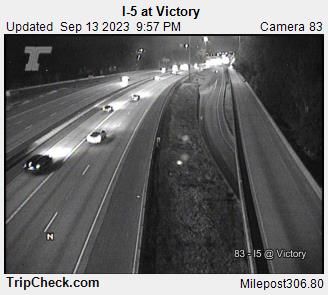 I-5 at Victory
Updated  Sep 13 2023  9:57 PM
Camera 83
N
83 - I5 @ Victory
TripCheck.com
Milepost306.80